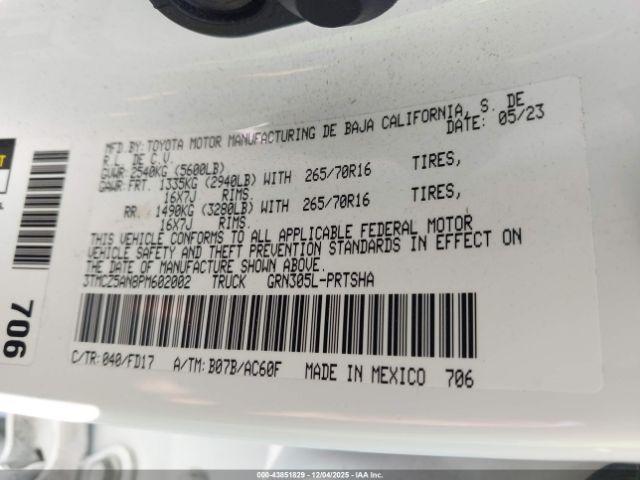 MFD. BY: TOYOTA MOTOR MANUFACTURING DE BAJA CALIFORNIA, S. DE
R.L. DE C.V. DATE: 05/23
GVWR: 2540KG (5600LB)
GAWR: FRT. 1335KG (2940LB) WITH 265/70R16 TIRES,
16X7J RIMS.
RR. 1490KG (3280LB) WITH 265/70R16 TIRES,
16X7J RIMS.
THIS VEHICLE CONFORMS TO ALL APPLICABLE FEDERAL MOTOR
VEHICLE SAFETY AND THEFT PREVENTION STANDARDS IN EFFECT ON
THE DATE OF MANUFACTURE SHOWN ABOVE.
3TMCZ5AN8PM602002 TRUCK GRN305L-PRTSHA
C/TR: 040/FD17 A/TM: B07B/AC60F MADE IN MEXICO 706
706
000-43851829 - 12/04/2025 - IAAI